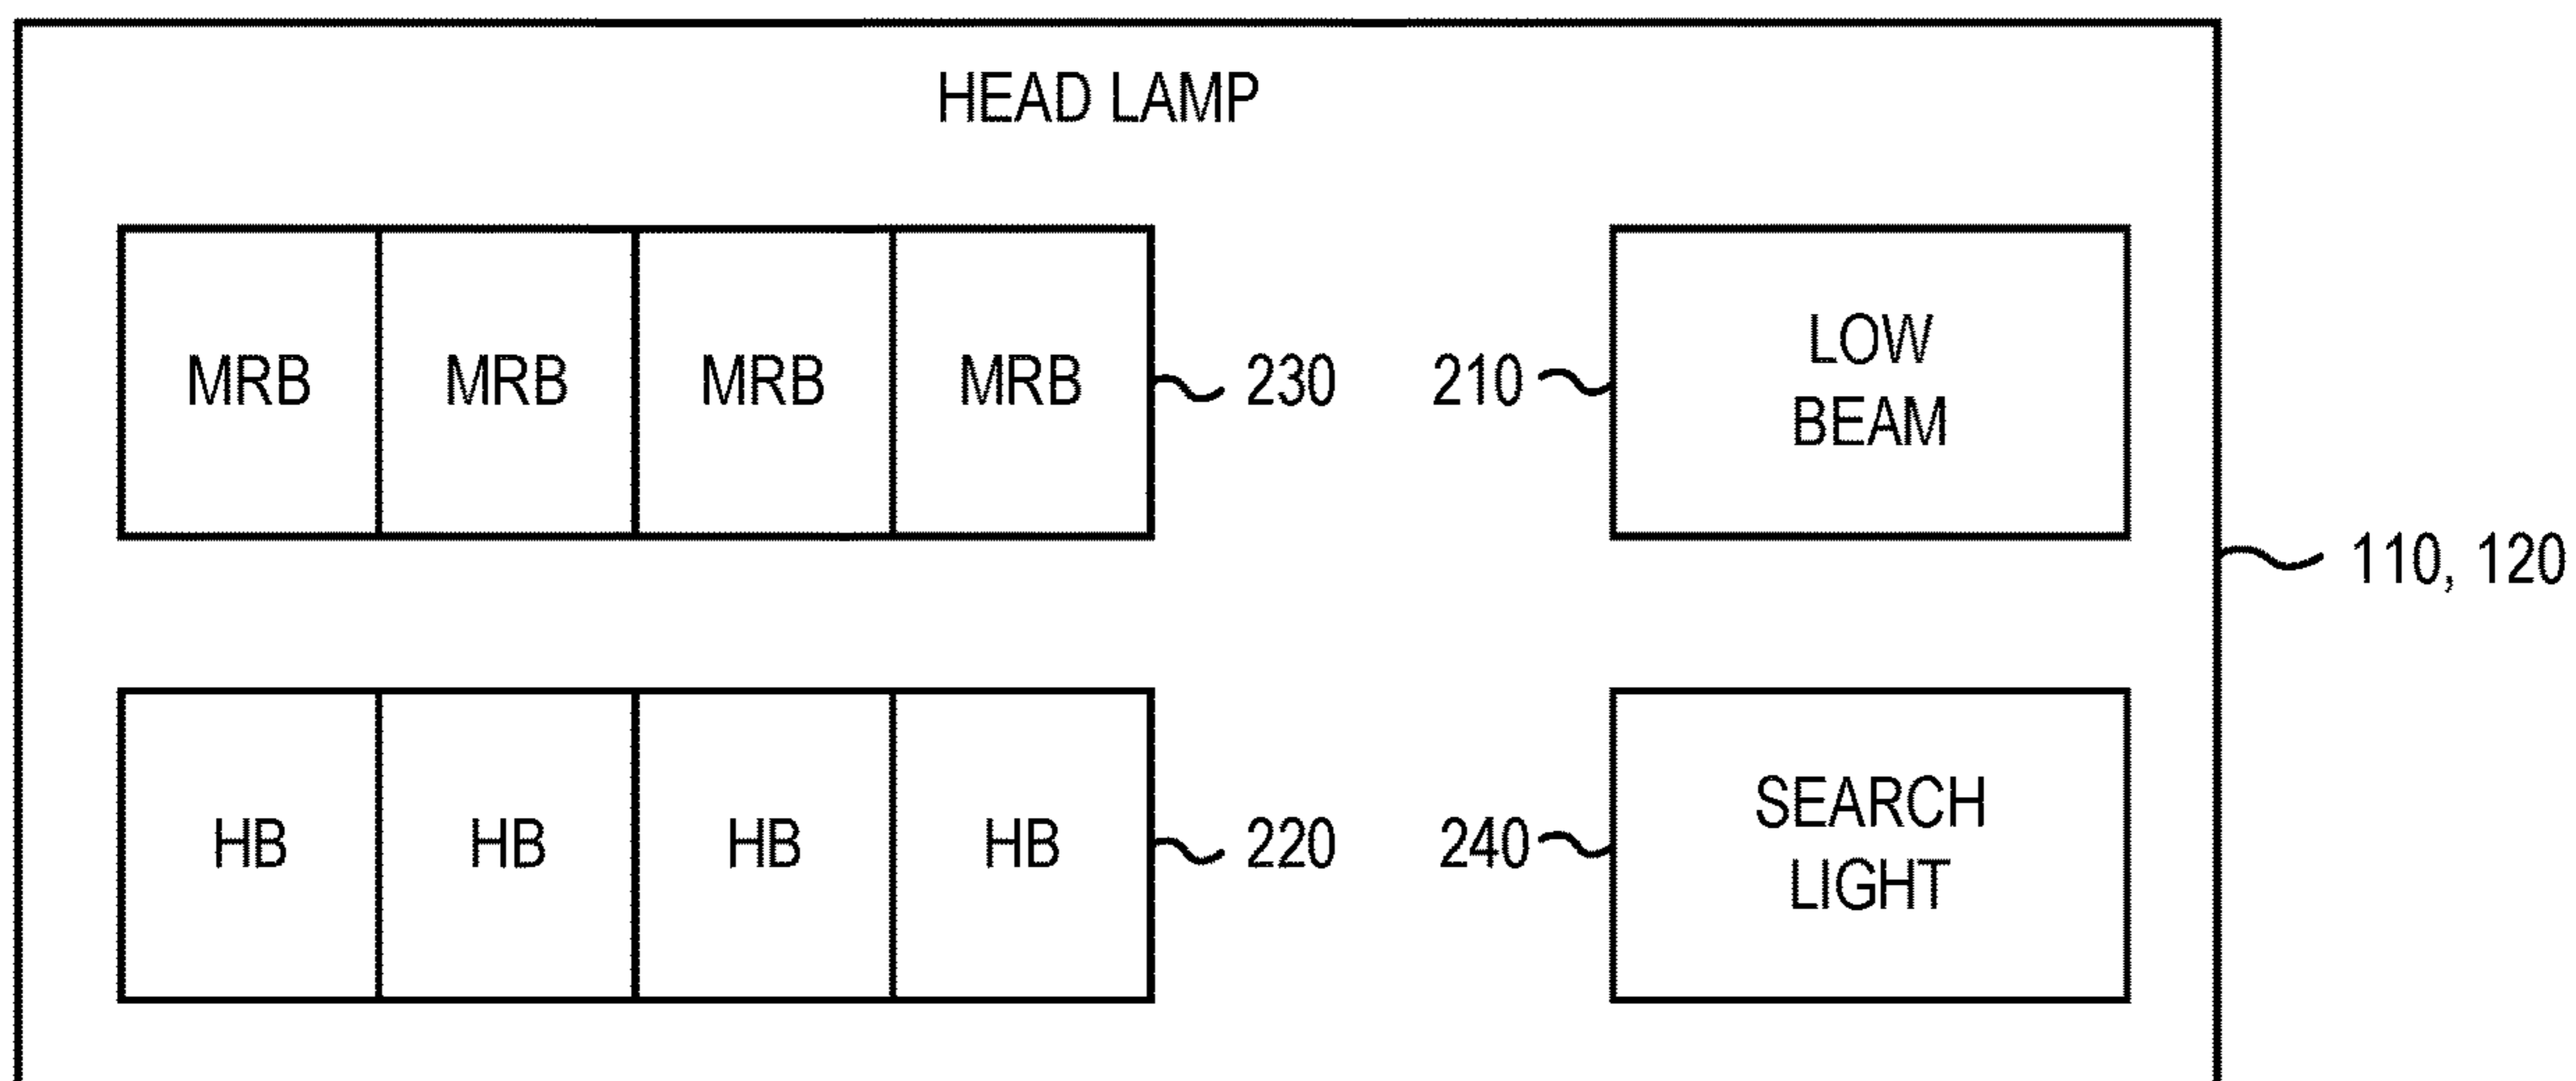 HEAD LAMP
MRB MRB MRB MRB 230 210 LOW BEAM
110, 120
HB HB HB HB 220 240 SEARCH LIGHT